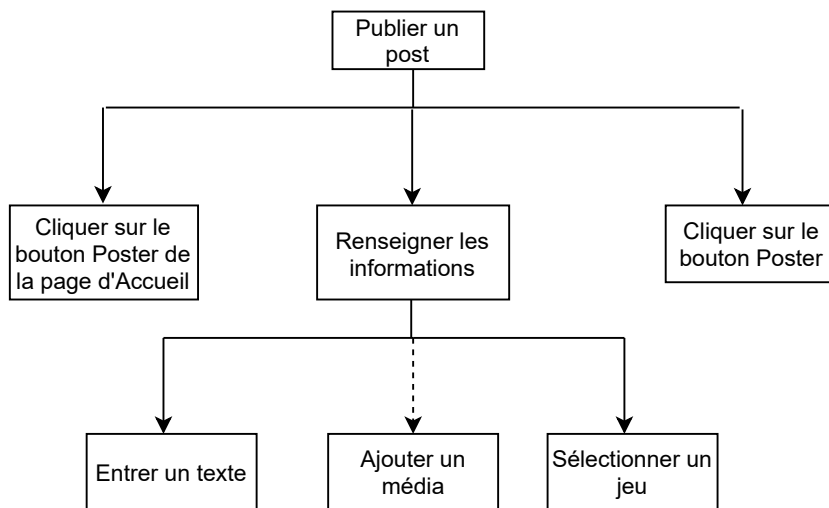 Publier un
post
Cliquer sur le
bouton Poster de
la page d'Accueil
Renseigner les
informations
Cliquer sur le
bouton Poster
Entrer un texte
Ajouter un
média
Sélectionner un
jeu